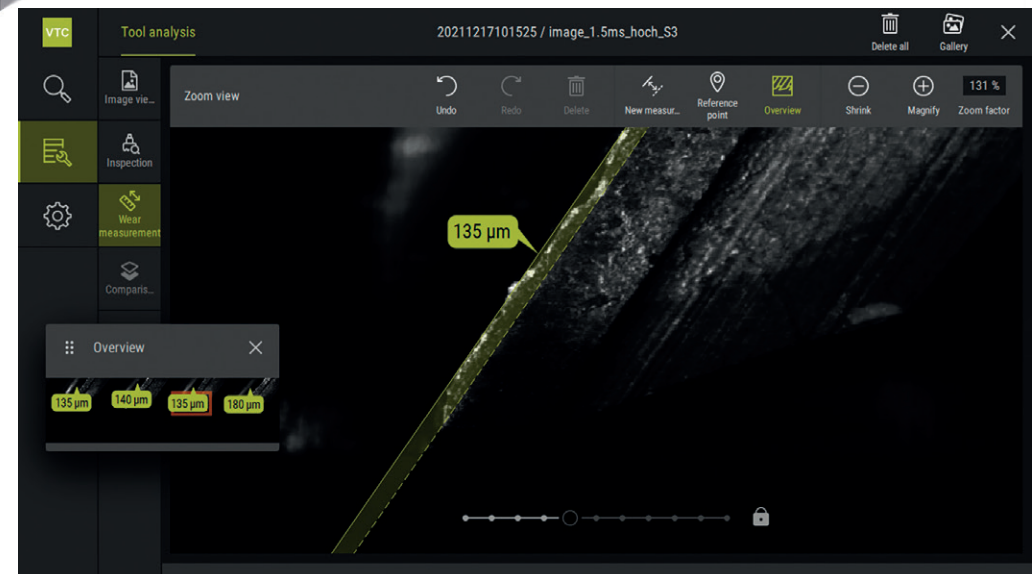 VTC
Tool analysis
20211217101525 / image_1.5ms_hoch_S3
Delete all
Gallery
Image vie...
Zoom view
Undo
Redo
Delete
New measur...
Reference
point
Overview
Shrink
Magnify
131 %
Zoom factor
Inspection
Wear
measurement
Comparis...
135 µm
Overview
135 µm
140 µm
135 µm
180 µm